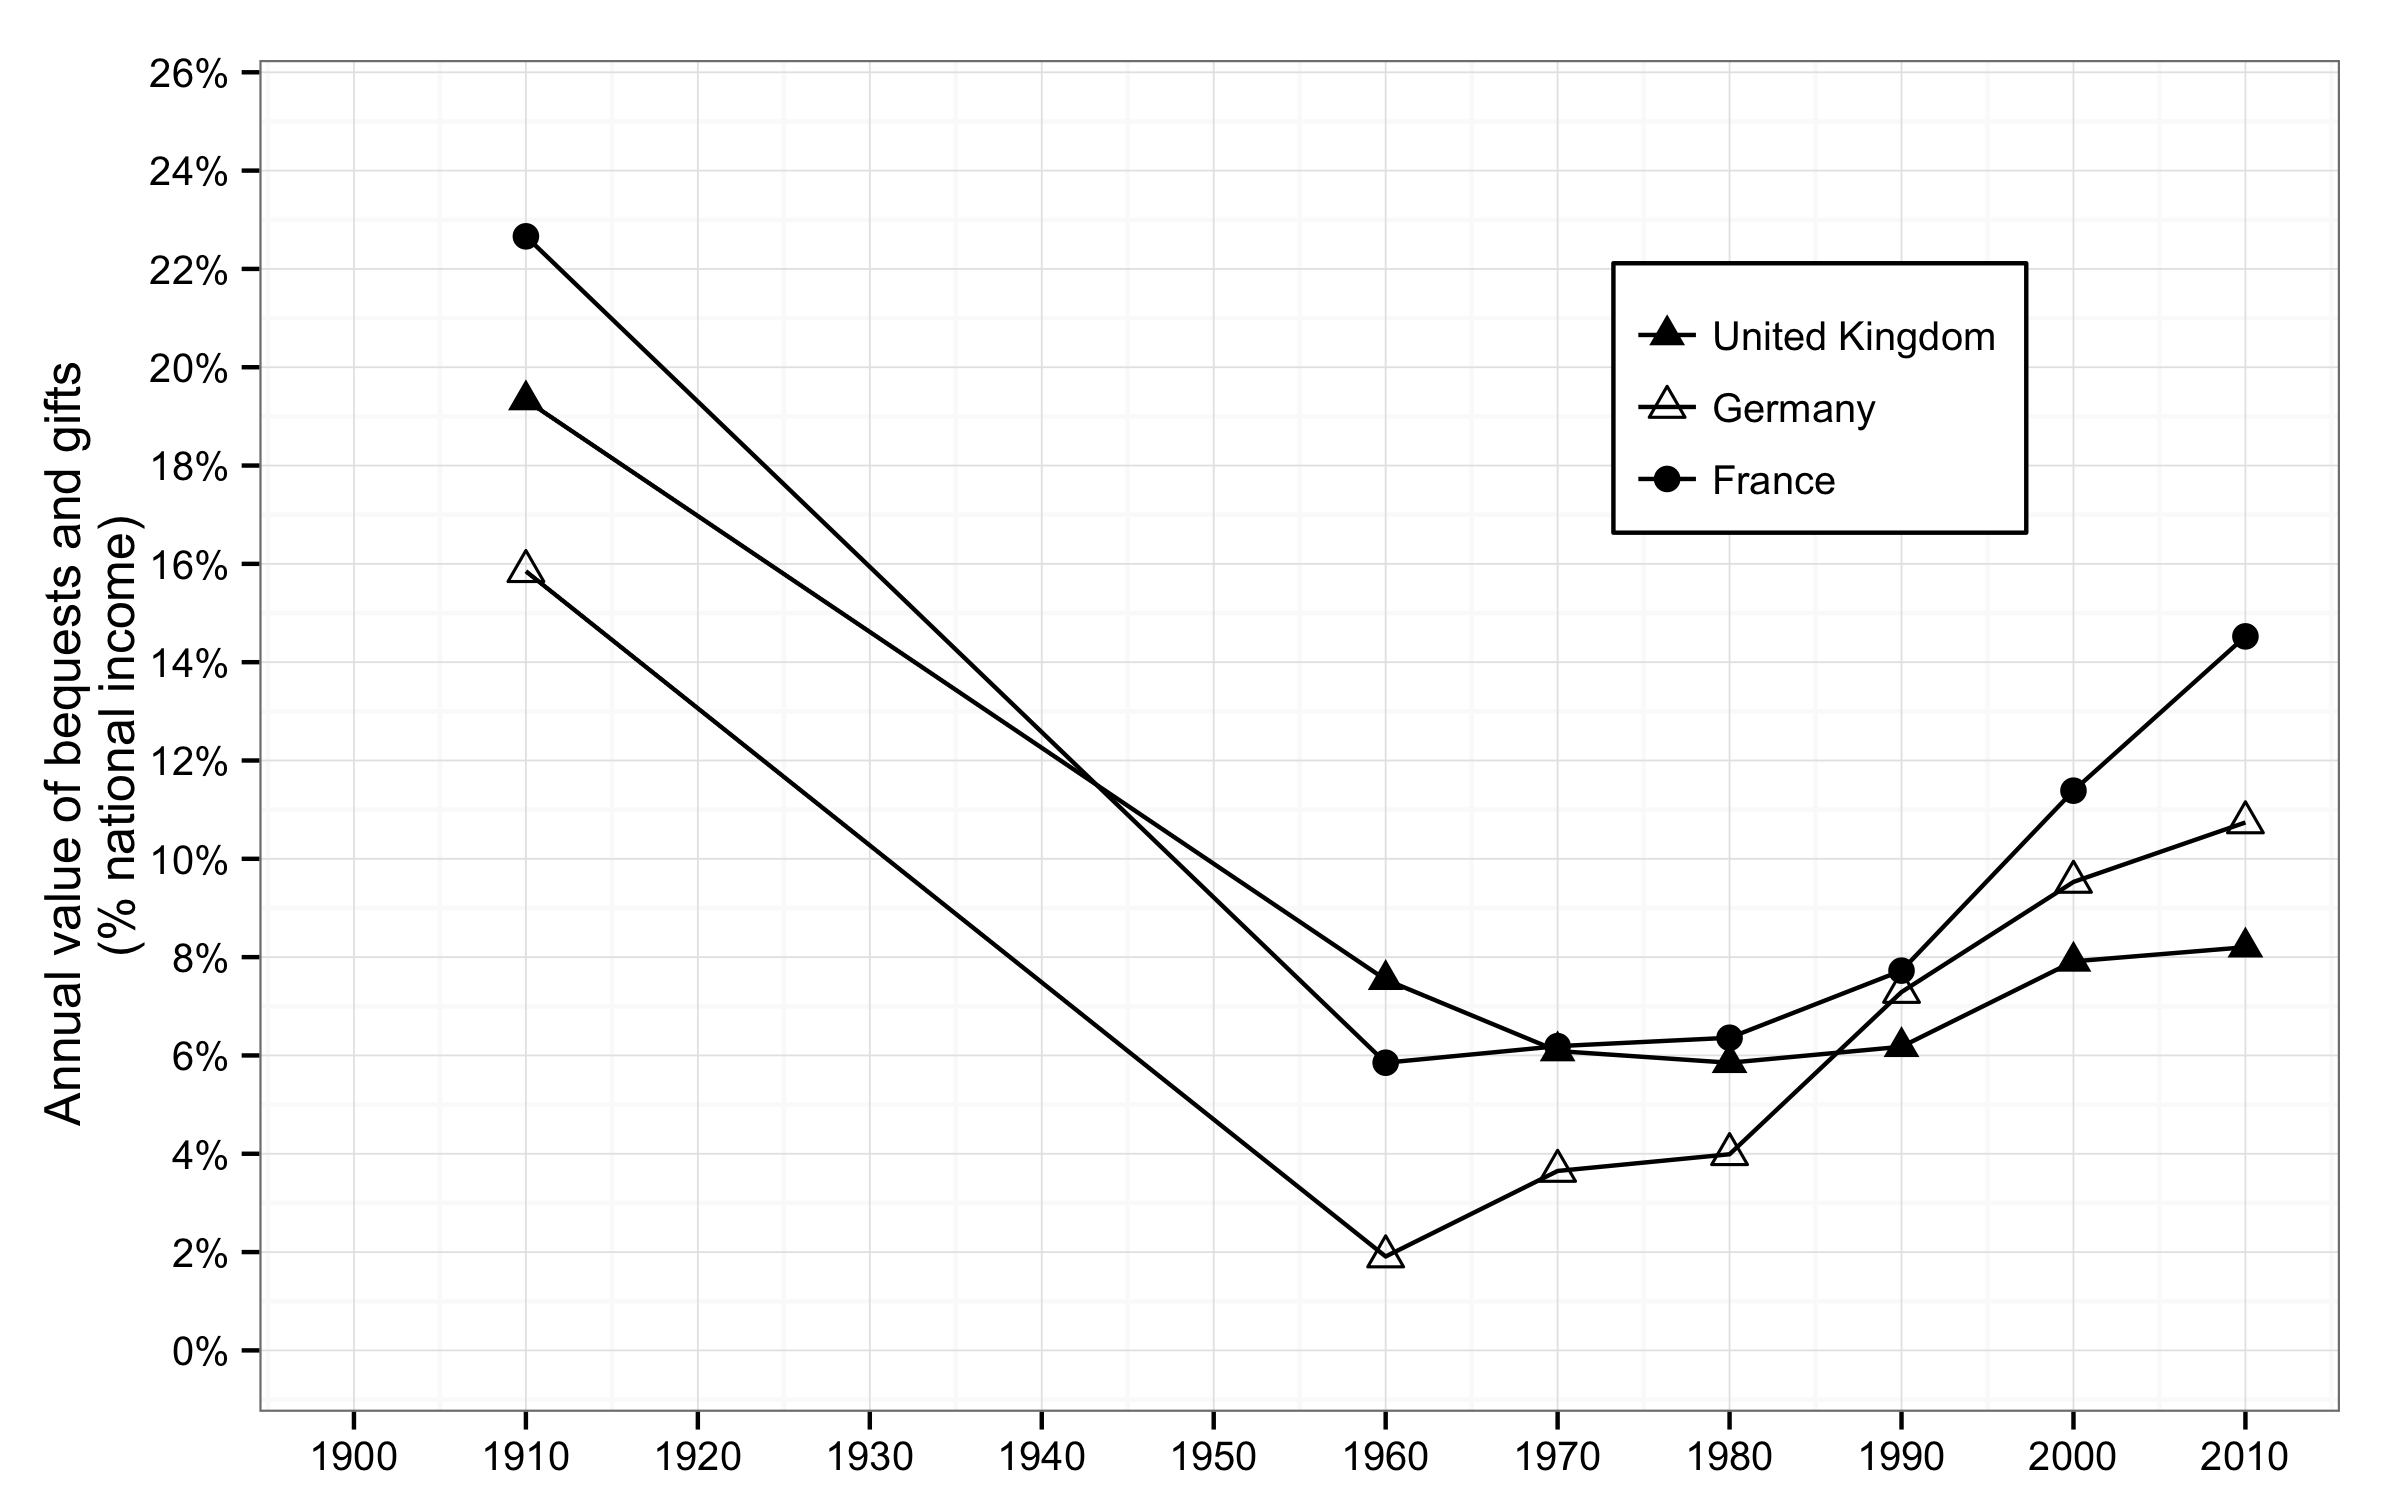 Annual value of bequests and gifts
(% national income)
26%
24%
22%
20%
18%
16%
14%
12%
10%
8%
6%
4%
2%
0%
United Kingdom
Germany
France
1900 1910 1920 1930 1940 1950 1960 1970 1980 1990 2000 2010